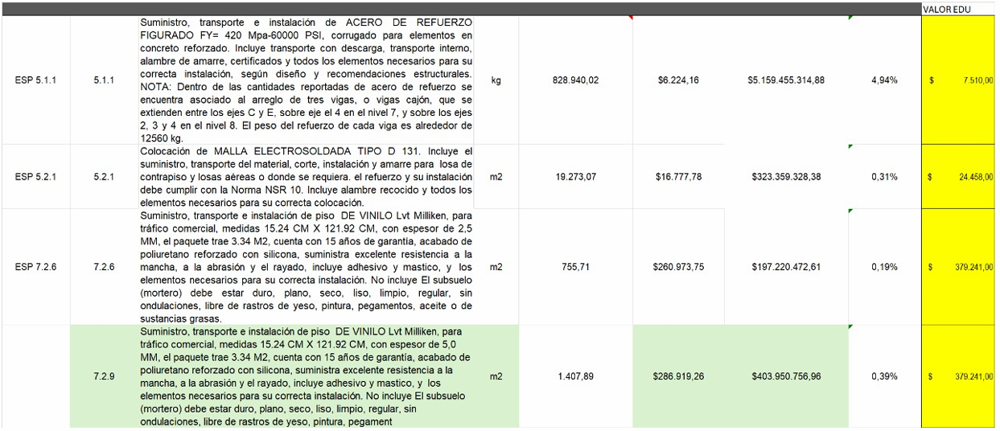 VALOR EDU
Suministro, transporte e instalación de ACERO DE REFUERZO
FIGURADO FY= 420 Mpa-60000 PSI, corrugado para elementos en
concreto reforzado. Incluye transporte con descarga, transporte interno,
alambre de amarre, certificados y todos los elementos necesarios para su
correcta instalación, según diseño y recomendaciones estructurales.
NOTA: Dentro de las cantidades reportadas de acero de refuerzo se
encuentra asociado al arreglo de tres vigas, o vigas cajón, que se
extienden entre los ejes C y E, sobre eje el 4 en el nivel 7, y sobre los ejes
2, 3 y 4 en el nivel 8. El peso del refuerzo de cada viga es alrededor de
12560 kg.
ESP 5.1.1 5.1.1 kg 828.940,02 $6.224,16 $5.159.455.314,88 4,94% $ 7.510,00
Colocación de MALLA ELECTROSOLDADA TIPO D 131. Incluye el
suministro, transporte del material, corte, instalación y amarre para losa de
contrapiso y losas aéreas o donde se requiera. el refuerzo y su instalación
debe cumplir con la Norma NSR 10. Incluye alambre recocido y todos los
elementos necesarios para su correcta colocación.
ESP 5.2.1 5.2.1 m2 19.273,07 $16.777,78 $323.359.328,38 0,31% $ 24.458,00
Suministro, transporte e instalación de piso DE VINILO Lvt Milliken, para
tráfico comercial, medidas 15.24 CM X 121.92 CM, con espesor de 2,5
MM, el paquete trae 3.34 M2, cuenta con 15 años de garantía, acabado de
poliuretano reforzado con silicona, suministra excelente resistencia a la
mancha, a la abrasión y el rayado, incluye adhesivo y mastico, y los
elementos necesarios para su correcta instalación. No incluye El subsuelo
(mortero) debe estar duro, plano, seco, liso, limpio, regular, sin
ondulaciones, libre de rastros de yeso, pintura, pegamentos, aceite o de
sustancias grasas.
ESP 7.2.6 7.2.6 m2 755,71 $260.973,75 $197.220.472,61 0,19% $ 379.241,00
Suministro, transporte e instalación de piso DE VINILO Lvt Milliken, para
tráfico comercial, medidas 15.24 CM X 121.92 CM, con espesor de 5,0
MM, el paquete trae 3.34 M2, cuenta con 15 años de garantía, acabado de
poliuretano reforzado con silicona, suministra excelente resistencia a la
mancha, a la abrasión y el rayado, incluye adhesivo y mastico, y los
elementos necesarios para su correcta instalación. No incluye El subsuelo
(mortero) debe estar duro, plano, seco, liso, limpio, regular, sin
ondulaciones, libre de rastros de yeso, pintura, pegament
7.2.9 m2 1.407,89 $286.919,26 $403.950.756,96 0,39% $ 379.241,00